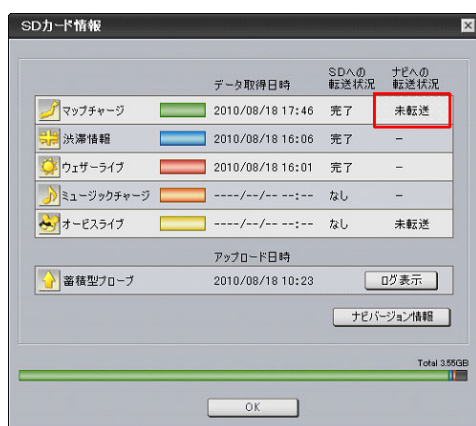 SDカード情報
データ取得日時 SDへの転送状況 ナビへの転送状況
マップチャージ 2010/08/18 17:46 完了 未転送
渋滞情報 2010/08/18 16:06 完了 -
ウェザーライブ 2010/08/18 16:01 完了 -
ミュージックチャージ ----/--/-- --:-- なし -
オービスライブ ----/--/-- --:-- なし 未転送
アップロード日時
蓄積型プローブ 2010/08/18 10:23 ログ表示
ナビバージョン情報
Total 3.55GB
OK